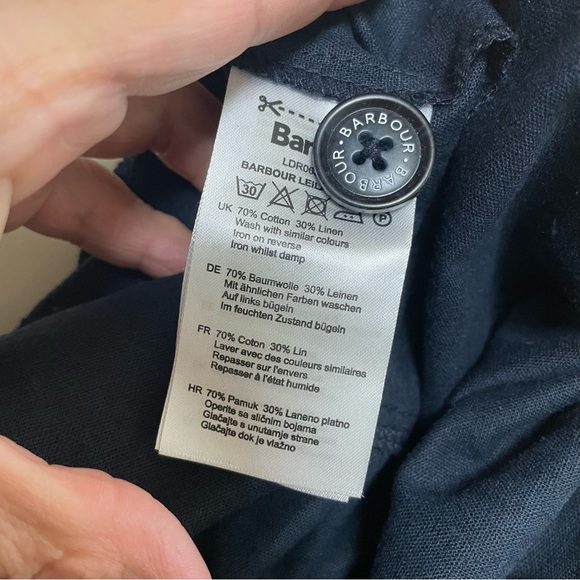 BARBOUR · BARBOUR ·
Bar
LDR06
BARBOUR LEIL
30
P
UK 70% Cotton 30% Linen
Wash with similar colours
Iron on reverse
Iron whilst damp
DE 70% Baumwolle 30% Leinen
Mit ähnlichen Farben waschen
Auf links bügeln
Im feuchten Zustand bügeln
FR 70% Coton 30% Lin
Laver avec des couleurs similaires
Repasser sur l'envers
Repasser à l'état humide
HR 70% Pamuk 30% Laneno platno
Operite sa sličnim bojama
Glačajte s unutarnje strane
Glačajte dok je vlažno